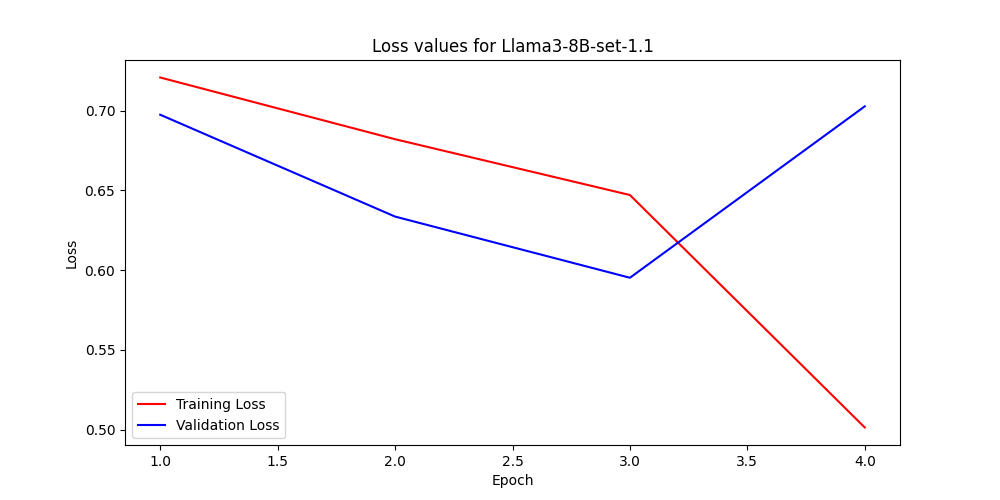 Loss values for Llama3-8B-set-1.1
0.70
0.65
0.60
0.55
0.50
Loss
Training Loss
Validation Loss
1.0 1.5 2.0 2.5 3.0 3.5 4.0
Epoch